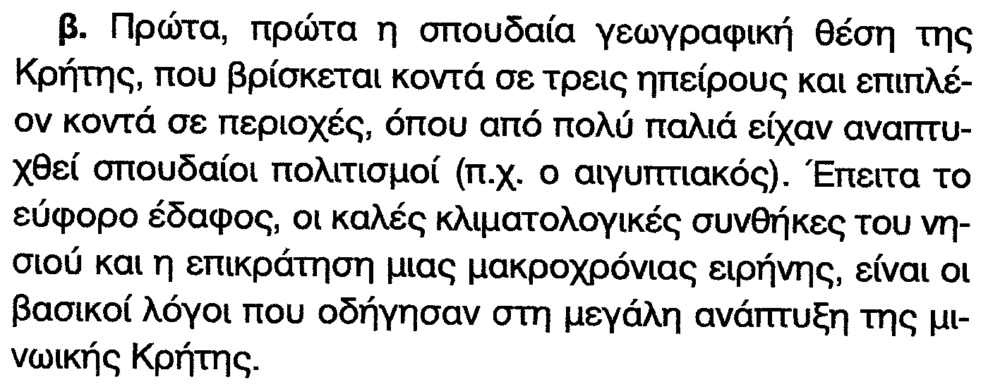 β. Πρώτα, πρώτα η σπουδαία γεωγραφική θέση της
Κρήτης, που βρίσκεται κοντά σε τρεις ηπείρους και επιπλέ-
ον κοντά σε περιοχές, όπου από πολύ παλιά είχαν αναπτυ-
χθεί σπουδαίοι πολιτισμοί (π.χ. ο αιγυπτιακός). Έπειτα το
εύφορο έδαφος, οι καλές κλιματολογικές συνθήκες του νη-
σιού και η επικράτηση μιας μακροχρόνιας ειρήνης, είναι οι
βασικοί λόγοι που οδήγησαν στη μεγάλη ανάπτυξη της μι-
νωικής Κρήτης.